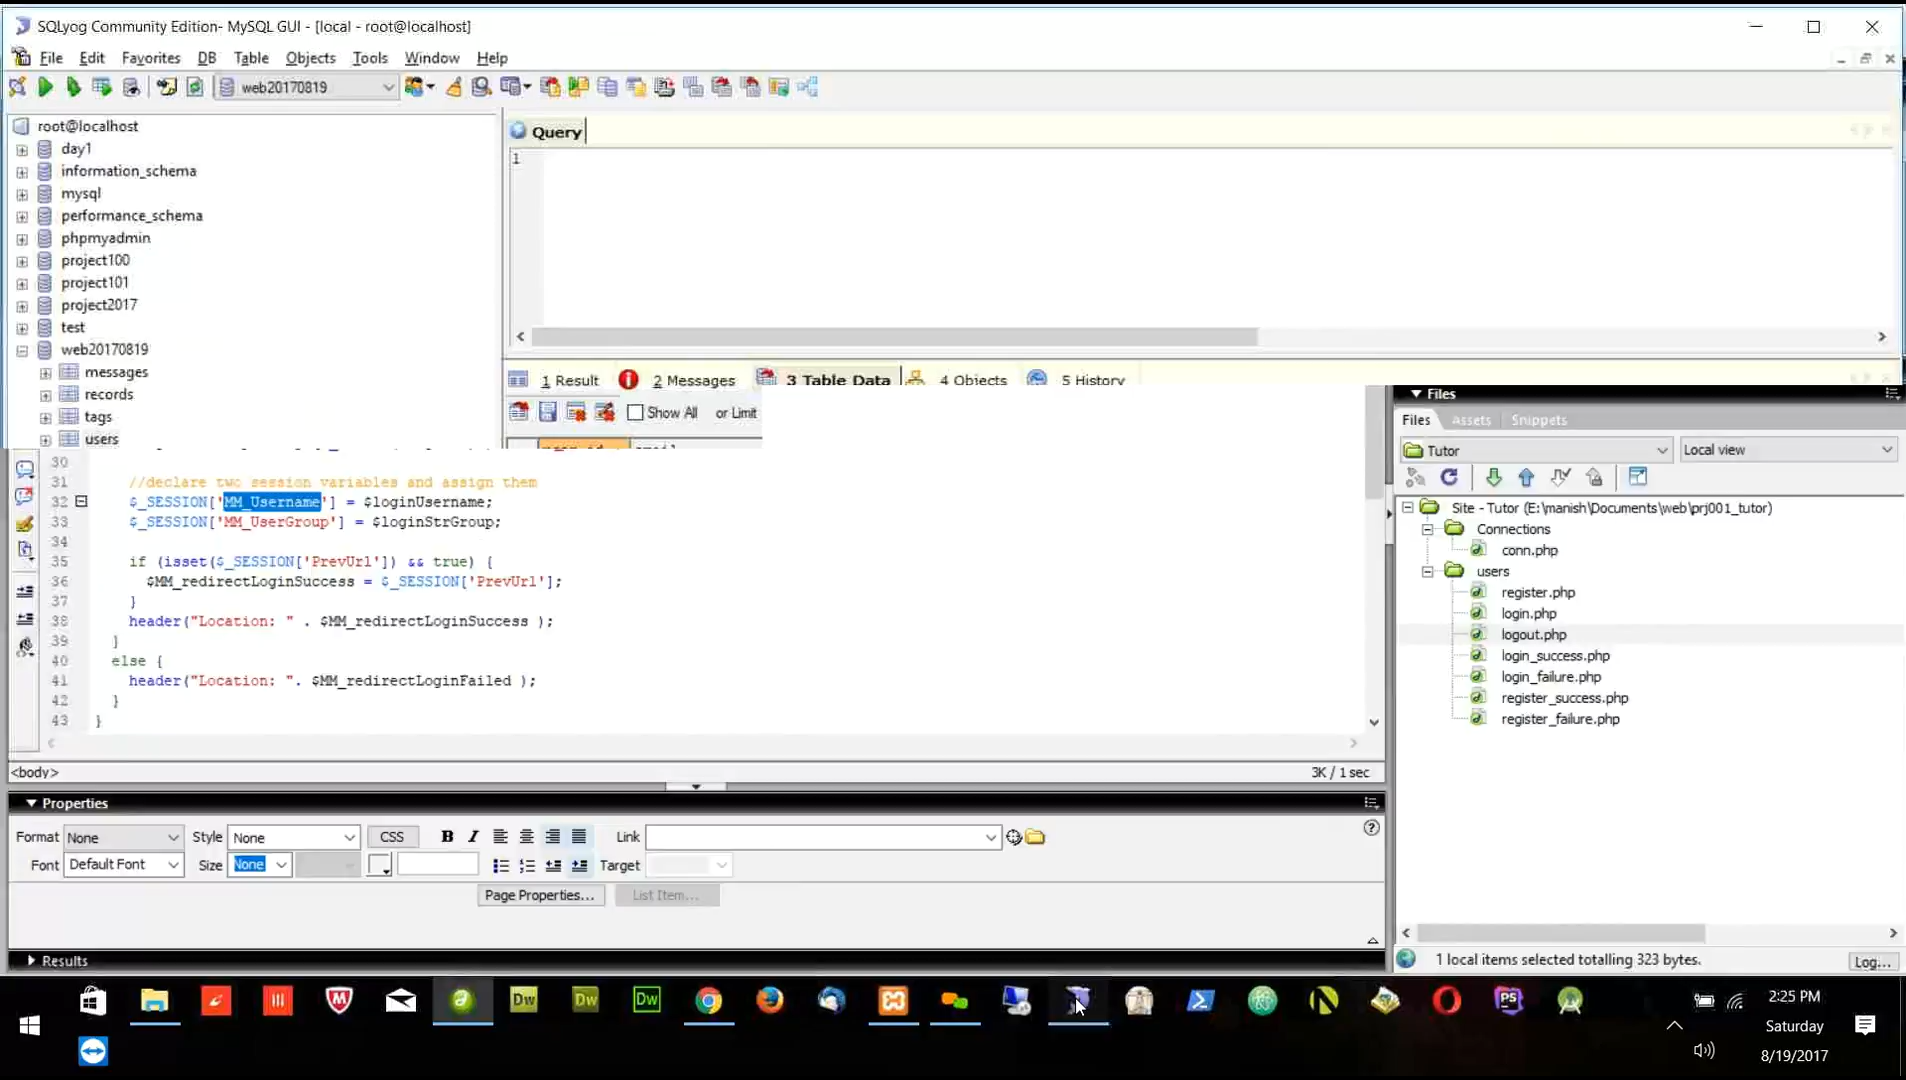 SQLyog Community Edition- MySQL GUI - [local - root@localhost]
File Edit Favorites DB Table Objects Tools Window Help
web20170819
root@localhost
day1
information_schema
mysql
performance_schema
phpmyadmin
project100
project101
project2017
test
web20170819
messages
records
tags
users
Query
1
1 Result 2 Messages 3 Table Data 4 Objects 5 History
Show All or Limit
30
31 //declare two session variables and assign them
32 $_SESSION['MM_Username'] = $loginUsername;
33 $_SESSION['MM_UserGroup'] = $loginStrGroup;
34
35 if (isset($_SESSION['PrevUrl']) && true) {
36 $MM_redirectLoginSuccess = $_SESSION['PrevUrl'];
37 }
38 header("Location: " . $MM_redirectLoginSuccess );
39 }
40 else {
41 header("Location: ". $MM_redirectLoginFailed );
42 }
43 }
<body> 3K / 1 sec
Properties
Format None Style None CSS B I Link
Font Default Font Size None Target
Page Properties... List Item...
Results
Files
Files Assets Snippets
Tutor Local view
Site - Tutor (E:\manish\Documents\web\prj001_tutor)
Connections
conn.php
users
register.php
login.php
logout.php
login_success.php
login_failure.php
register_success.php
register_failure.php
1 local items selected totalling 323 bytes. Log...
Dw Dw Dw PS
2:25 PM
Saturday
8/19/2017